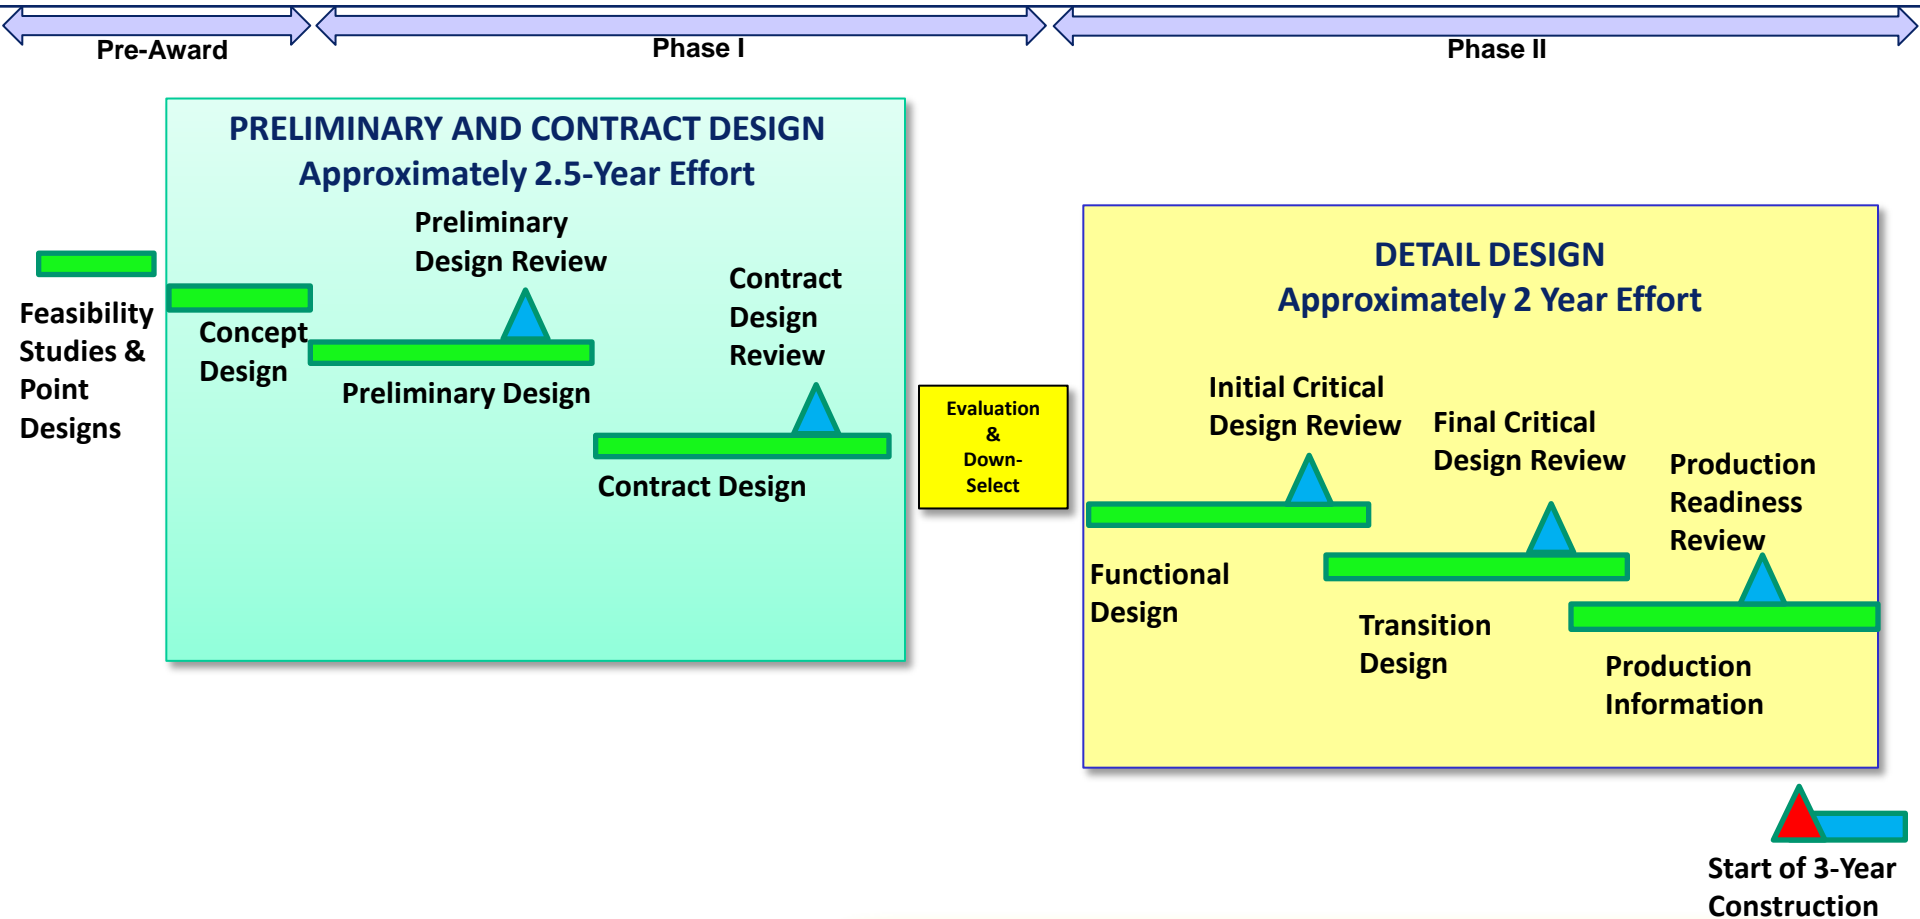 Pre-Award
Phase I
Phase II
PRELIMINARY AND CONTRACT DESIGN
Approximately 2.5-Year Effort
Preliminary
Design Review
Contract
Design
Review
Feasibility
Studies &
Point
Designs
Concept
Design
Preliminary Design
Contract Design
Evaluation
&
Down-
Select
DETAIL DESIGN
Approximately 2 Year Effort
Initial Critical
Design Review
Final Critical
Design Review
Production
Readiness
Review
Functional
Design
Transition
Design
Production
Information
Start of 3-Year
Construction